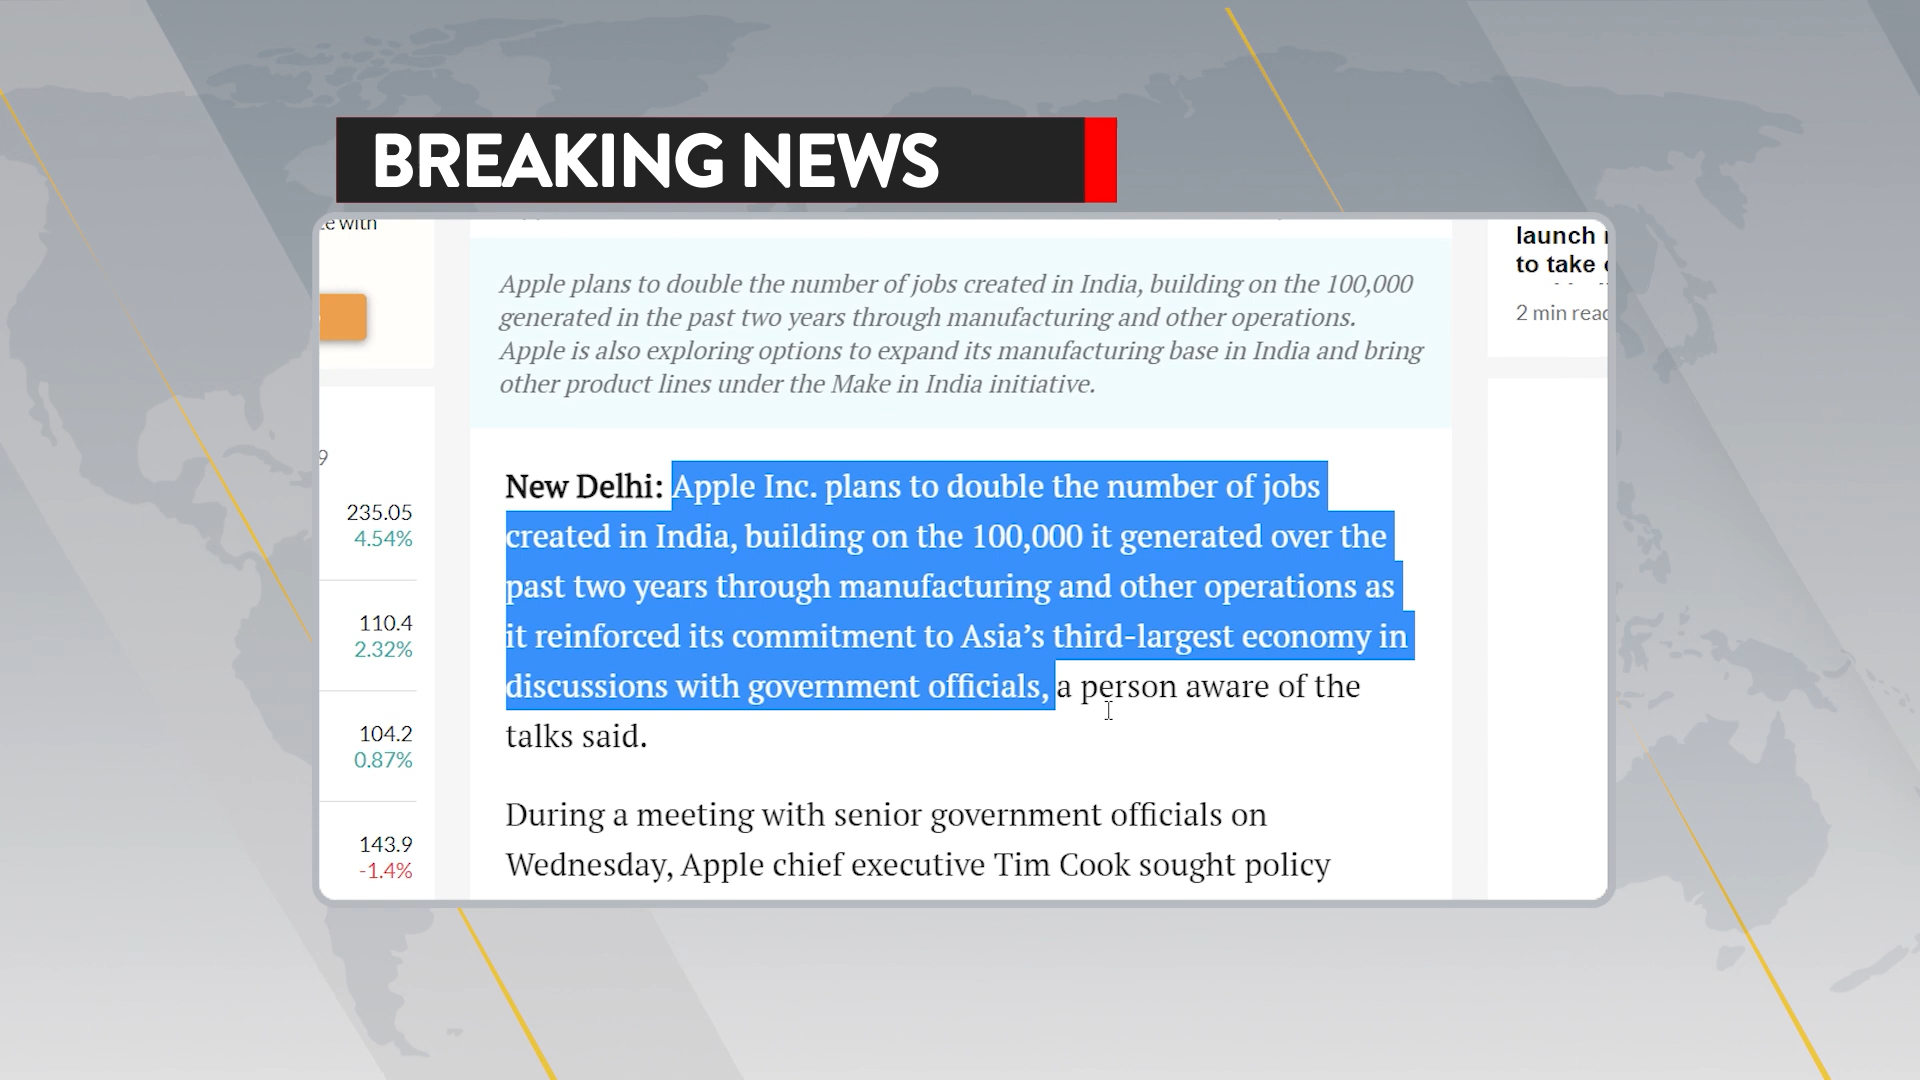 BREAKING NEWS
with
launch
to take
2 min read
Apple plans to double the number of jobs created in India, building on the 100,000
generated in the past two years through manufacturing and other operations.
Apple is also exploring options to expand its manufacturing base in India and bring
other product lines under the Make in India initiative.
9
235.05
4.54%
110.4
2.32%
104.2
0.87%
143.9
-1.4%
New Delhi: Apple Inc. plans to double the number of jobs
created in India, building on the 100,000 it generated over the
past two years through manufacturing and other operations as
it reinforced its commitment to Asia’s third-largest economy in
discussions with government officials, a person aware of the
talks said.
During a meeting with senior government officials on
Wednesday, Apple chief executive Tim Cook sought policy